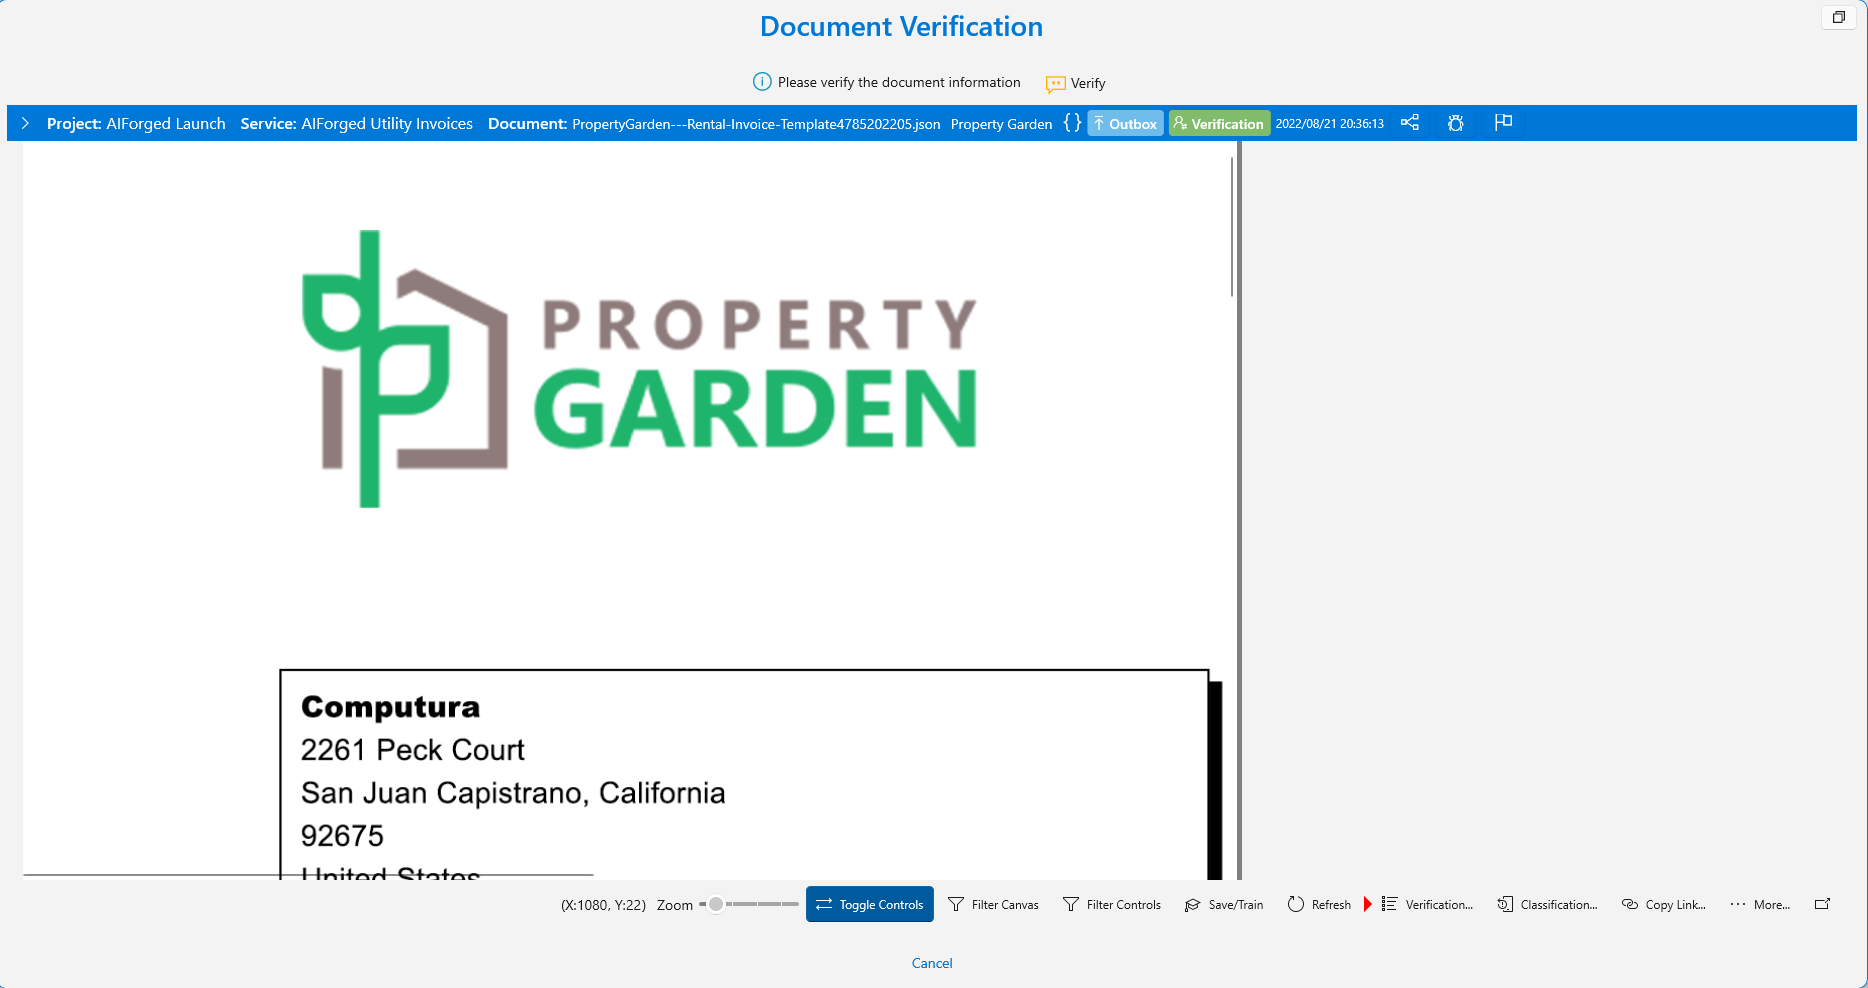 Document Verification
Please verify the document information
Verify
Project: AIForged Launch Service: AIForged Utility Invoices Document: PropertyGarden---Rental-Invoice-Template4785202205.json Property Garden {} Outbox Verification 2022/08/21 20:36:13
PROPERTY
GARDEN
Computura
2261 Peck Court
San Juan Capistrano, California
92675
United States
(X:1080, Y:22) Zoom Toggle Controls Filter Canvas Filter Controls Save/Train Refresh Verification... Classification... Copy Link... More...
Cancel